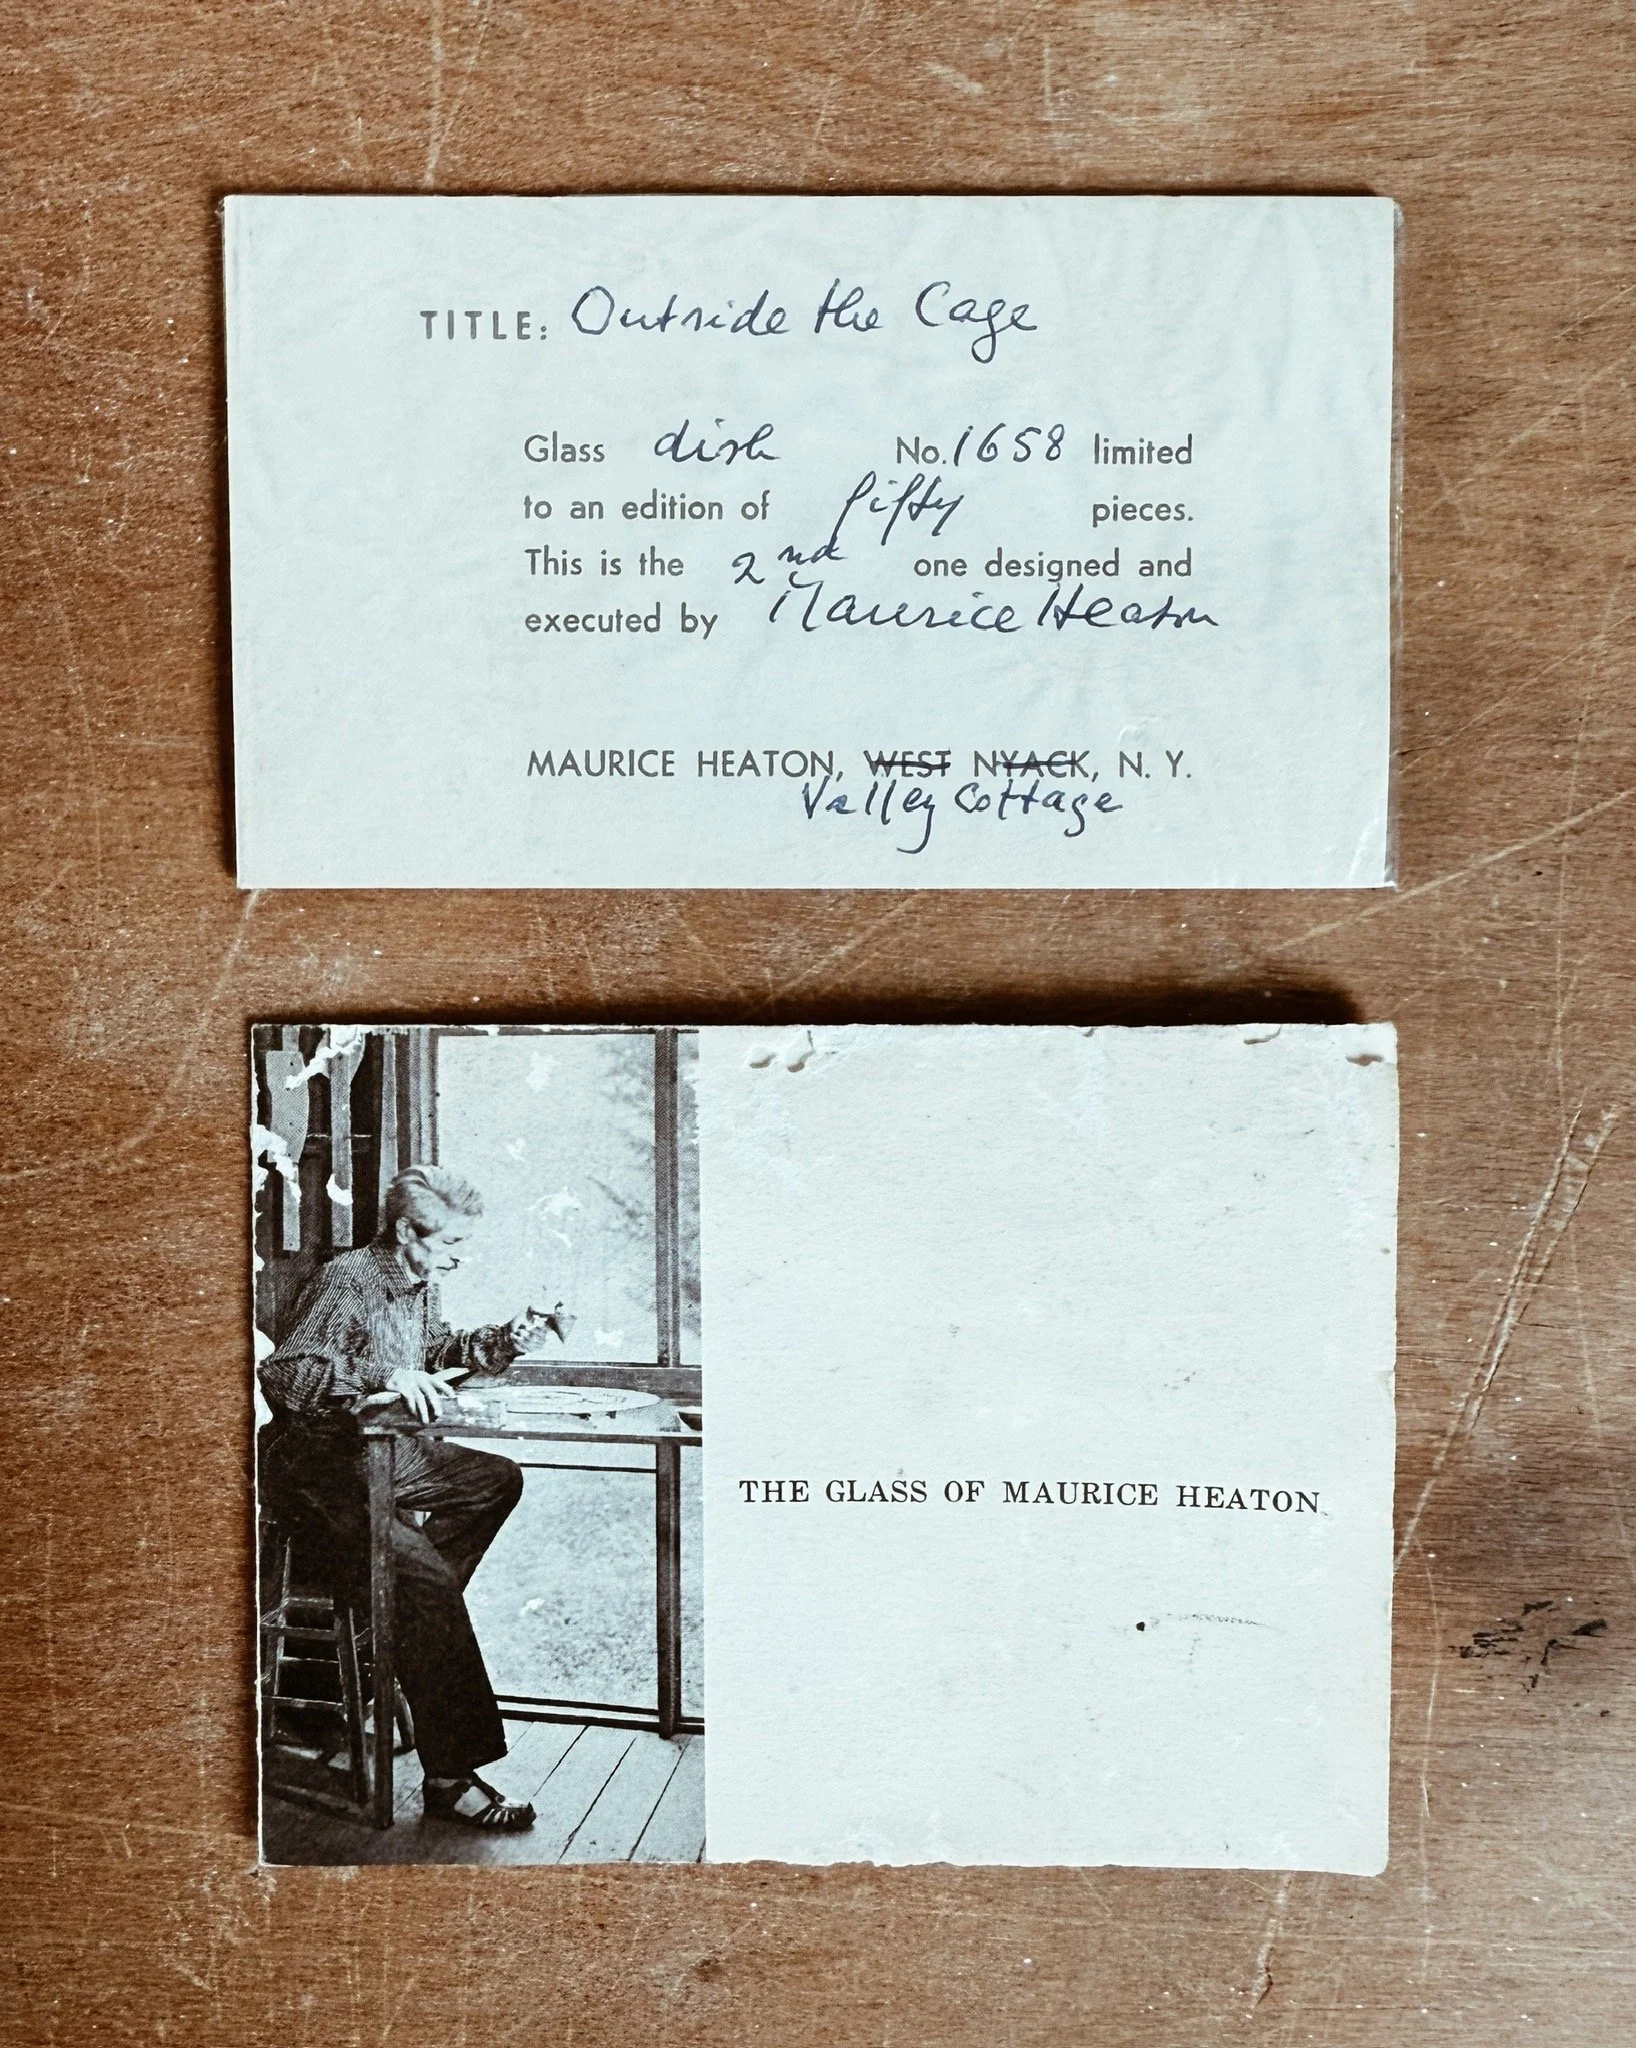 TITLE: Outside the Cage
Glass dish No. 1658 limited
to an edition of fifty pieces.
This is the 2nd one designed and
executed by Maurice Heaton
MAURICE HEATON, WEST NYACK, N. Y.
Valley Cottage
THE GLASS OF MAURICE HEATON